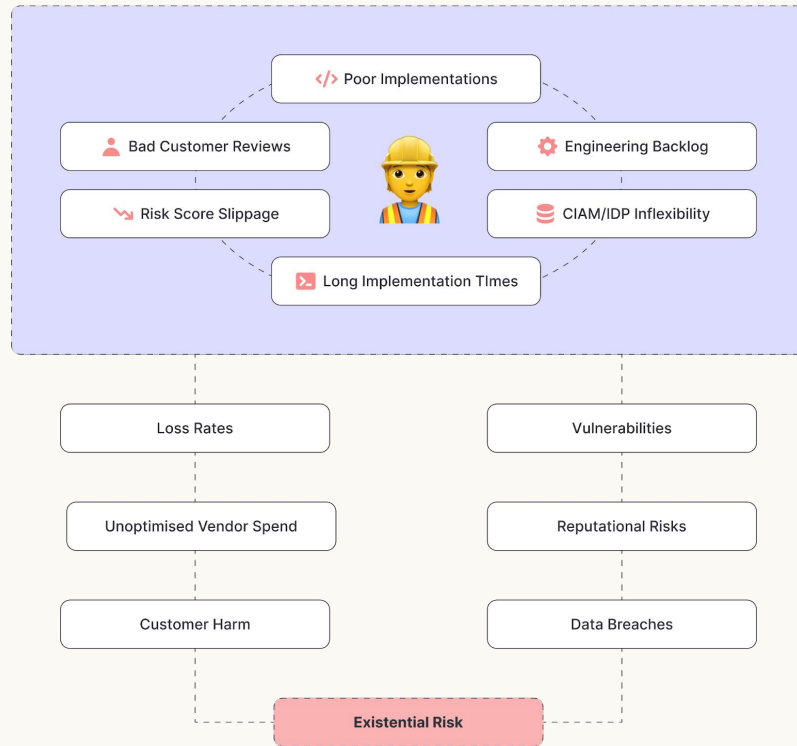 Poor Implementations
Bad Customer Reviews
Engineering Backlog
Risk Score Slippage
CIAM/IDP Inflexibility
Long Implementation TImes
Loss Rates
Vulnerabilities
Unoptimised Vendor Spend
Reputational Risks
Customer Harm
Data Breaches
Existential Risk